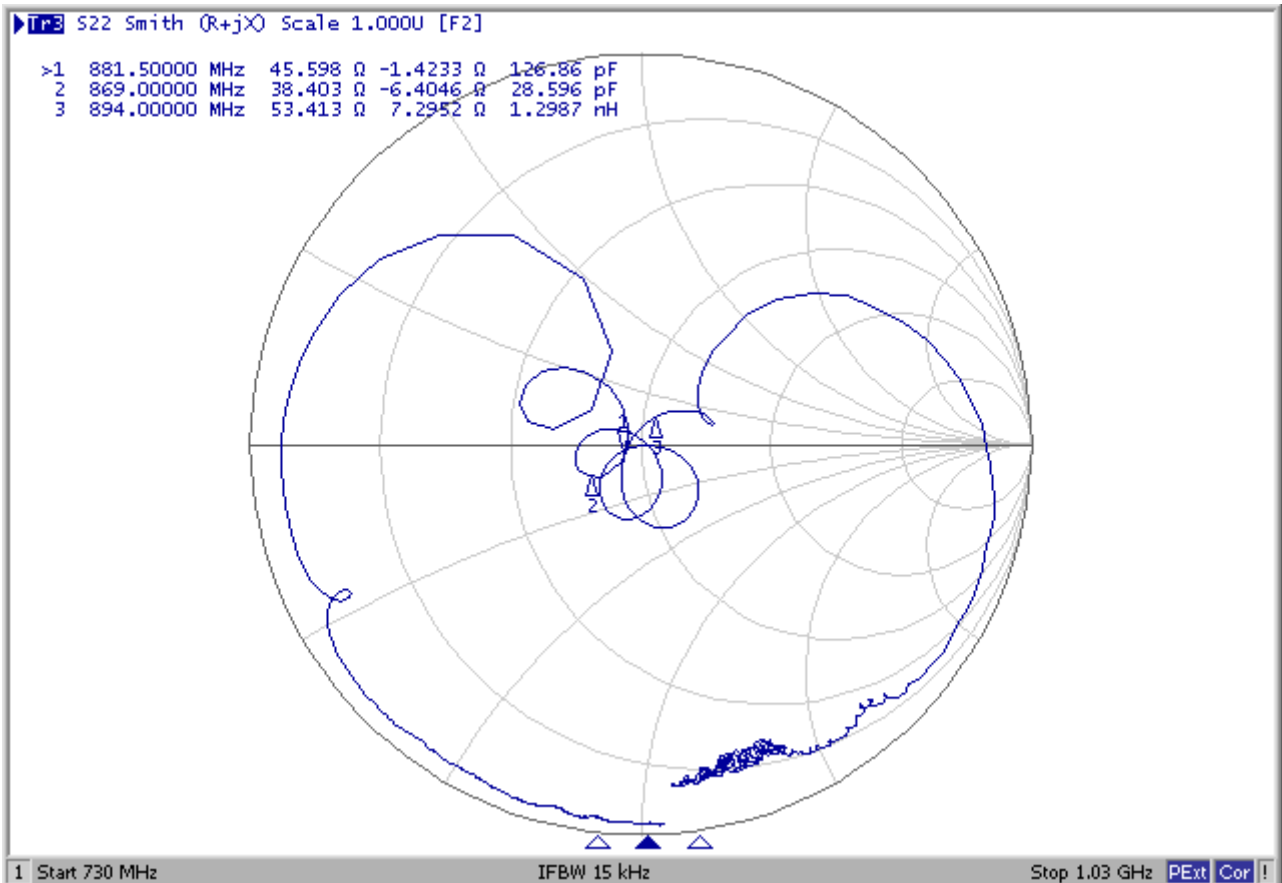 Tr3 S22 Smith (R+jX) Scale 1.000U [F2]
>1 881.50000 MHz 45.598 Ω -1.4233 Ω 126.86 pF
2 869.00000 MHz 38.403 Ω -6.4046 Ω 28.596 pF
3 894.00000 MHz 53.413 Ω 7.2952 Ω 1.2987 nH
1
3
2
1 Start 730 MHz IFBW 15 kHz Stop 1.03 GHz PExt Cor !